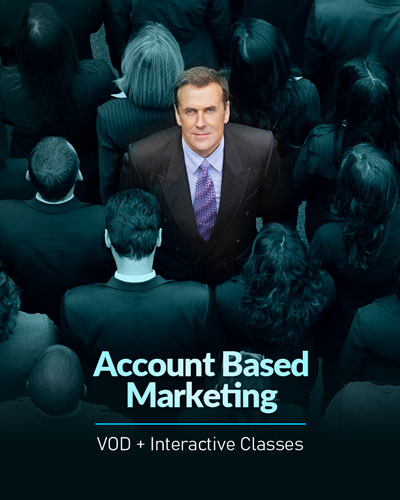 Account Based
Marketing
VOD + Interactive Classes